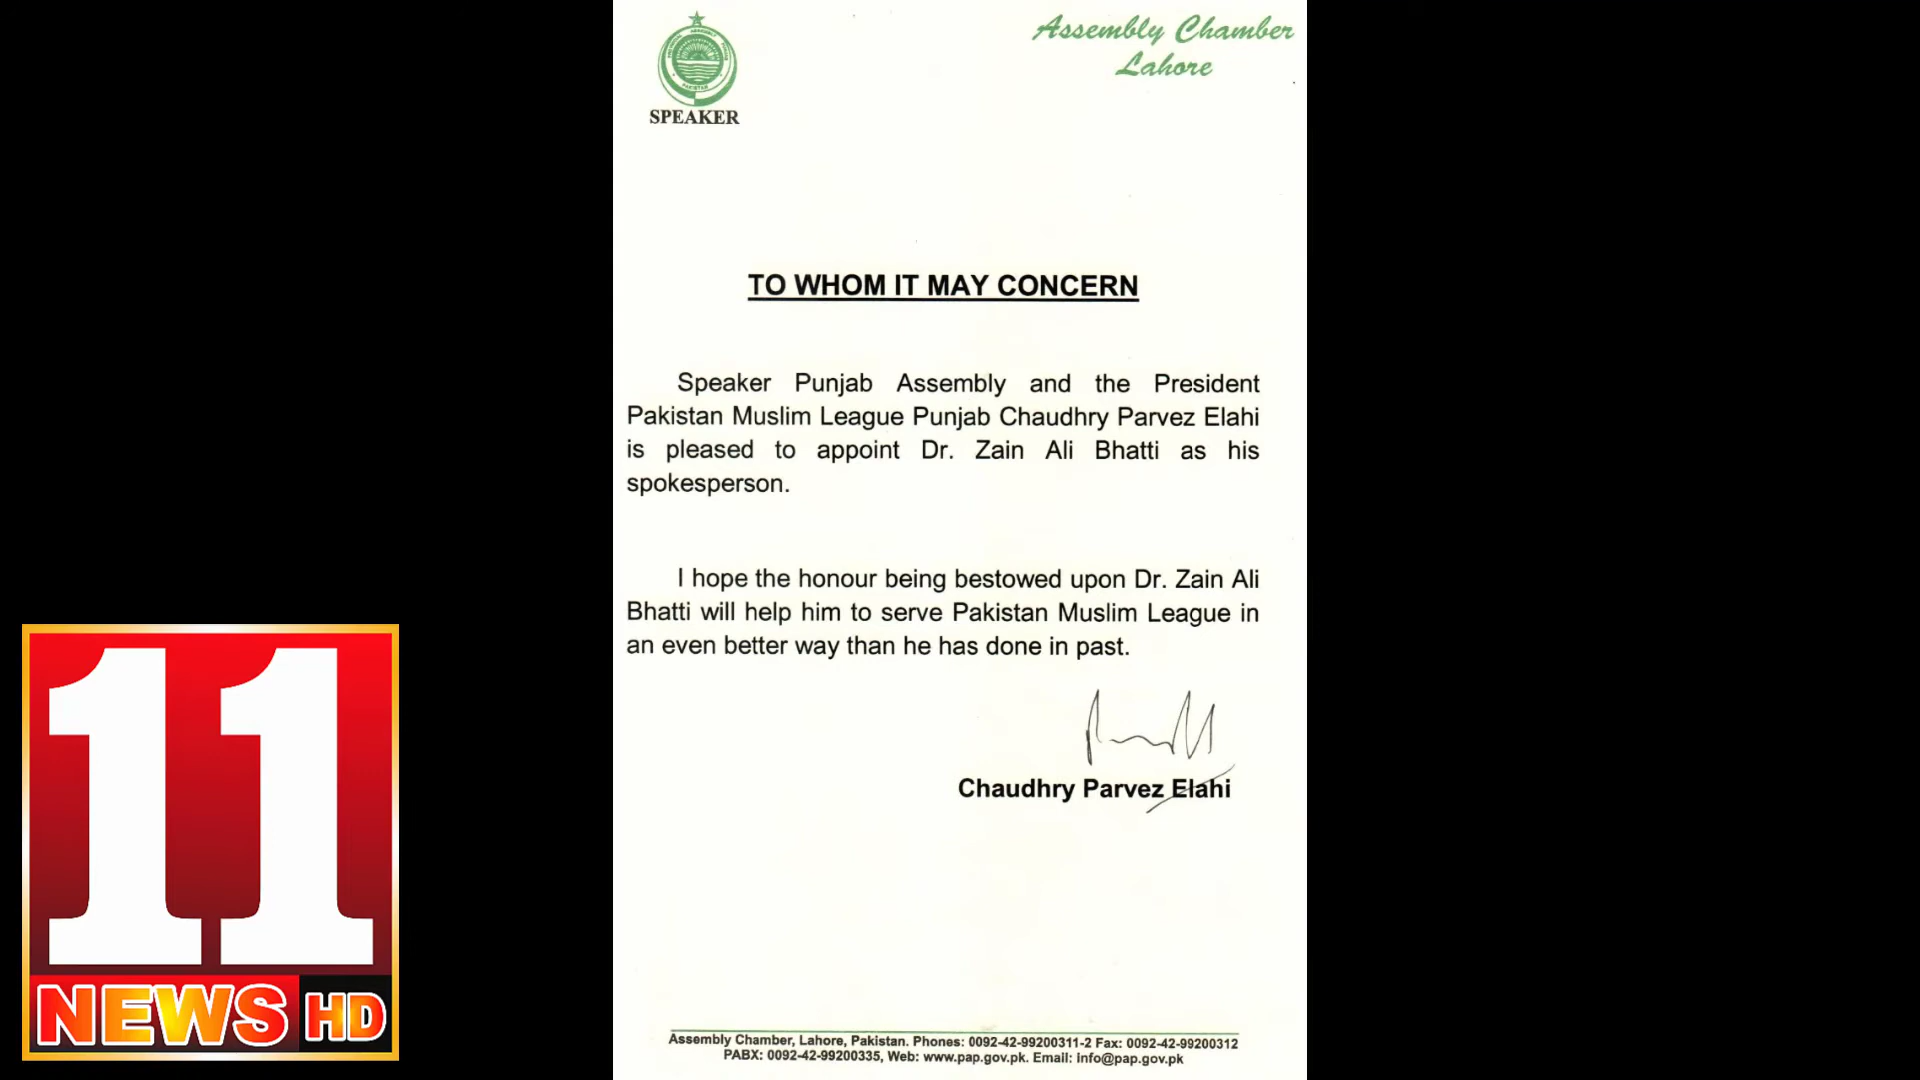 Assembly Chamber
Lahore
SPEAKER
TO WHOM IT MAY CONCERN
Speaker Punjab Assembly and the President
Pakistan Muslim League Punjab Chaudhry Parvez Elahi
is pleased to appoint Dr. Zain Ali Bhatti as his
spokesperson.
I hope the honour being bestowed upon Dr. Zain Ali
Bhatti will help him to serve Pakistan Muslim League in
an even better way than he has done in past.
Chaudhry Parvez Elahi
Assembly Chamber, Lahore, Pakistan. Phones: 0092-42-99200311-2 Fax: 0092-42-99200312
PABX: 0092-42-99200335, Web: www.pap.gov.pk. Email: info@pap.gov.pk
11
NEWS HD